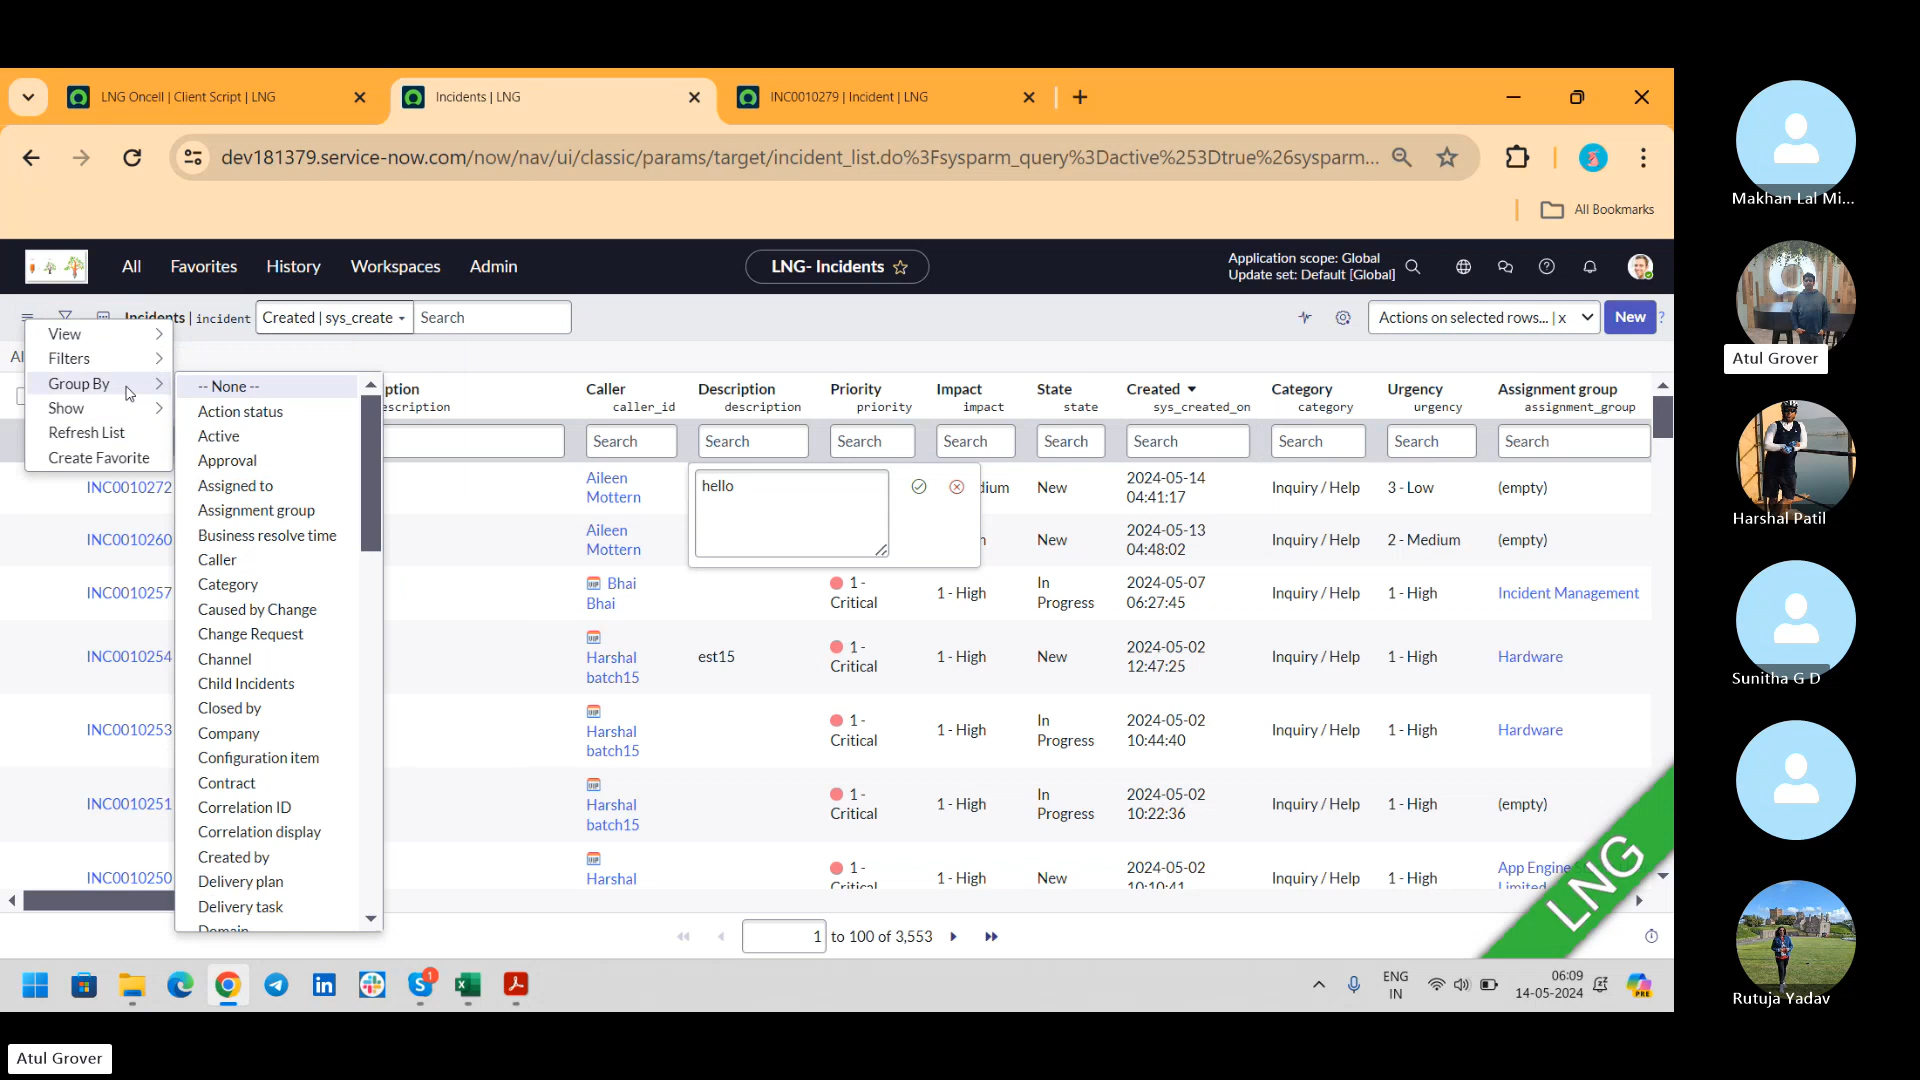 LNG Oncell | Client Script | LNG
Incidents | LNG
INC0010279 | Incident | LNG
dev181379.service-now.com/now/nav/ui/classic/params/target/incident_list.do%3Fsysparm_query%3Dactive%253Dtrue%26sysparm...
All Bookmarks
All
Favorites
History
Workspaces
Admin
LNG- Incidents
Application scope: Global
Update set: Default [Global]
Incidents | incident
Created | sys_create
Search
Actions on selected rows... | x
New
?
View
Filters
Group By
Show
Refresh List
Create Favorite
-- None --
Action status
Active
Approval
Assigned to
Assignment group
Business resolve time
Caller
Category
Caused by Change
Change Request
Channel
Child Incidents
Closed by
Company
Configuration item
Contract
Correlation ID
Correlation display
Created by
Delivery plan
Delivery task
Domain
Caller
caller_id
Description
description
Priority
priority
Impact
impact
State
state
Created
sys_created_on
Category
category
Urgency
urgency
Assignment group
assignment_group
Search
Search
Search
Search
Search
Search
Search
Search
Search
hello
INC0010272
Aileen
Mottern
New
2024-05-14
04:41:17
Inquiry / Help
3 - Low
(empty)
INC0010260
Aileen
Mottern
New
2024-05-13
04:48:02
Inquiry / Help
2 - Medium
(empty)
INC0010257
Bhai
Bhai
1 -
Critical
1 - High
In
Progress
2024-05-07
06:27:45
Inquiry / Help
1 - High
Incident Management
INC0010254
Harshal
batch15
est15
1 -
Critical
1 - High
New
2024-05-02
12:47:25
Inquiry / Help
1 - High
Hardware
INC0010253
Harshal
batch15
1 -
Critical
1 - High
In
Progress
2024-05-02
10:44:40
Inquiry / Help
1 - High
Hardware
INC0010251
Harshal
batch15
1 -
Critical
1 - High
In
Progress
2024-05-02
10:22:36
Inquiry / Help
1 - High
(empty)
INC0010250
Harshal
1 -
Critical
1 - High
New
2024-05-02
10:10:41
Inquiry / Help
1 - High
App Engine
Limited
LNG
1 to 100 of 3,553
ENG
IN
06:09
14-05-2024
Makhan Lal Mi...
Atul Grover
Harshal Patil
Sunitha G D
Rutuja Yadav
Atul Grover